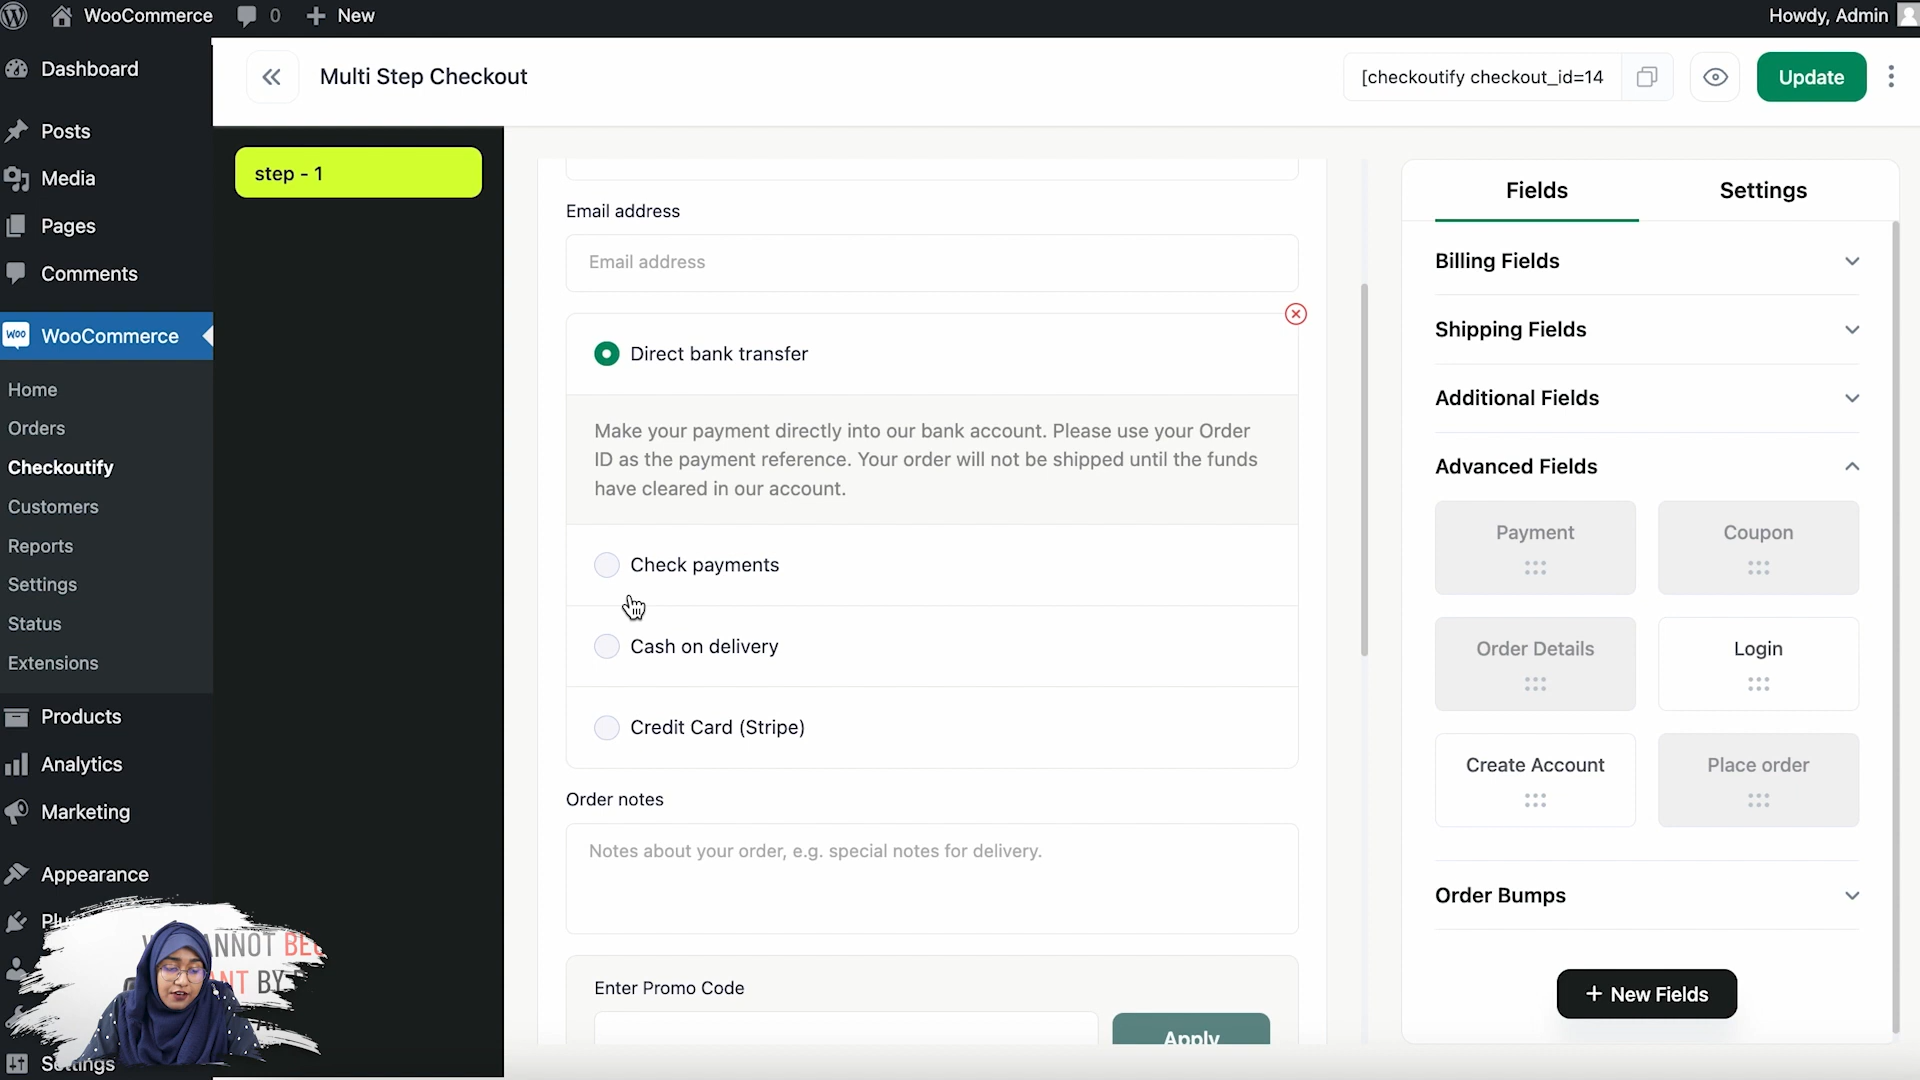 WooCommerce
0
New
Howdy, Admin
Dashboard
Posts
Media
Pages
Comments
WOO
WooCommerce
Home
Orders
Checkoutify
Customers
Reports
Settings
Status
Extensions
Products
Analytics
Marketing
Appearance
Settings
Multi Step Checkout
[checkoutify checkout_id=14
Update
step - 1
Email address
Email address
Direct bank transfer
Make your payment directly into our bank account. Please use your Order
ID as the payment reference. Your order will not be shipped until the funds
have cleared in our account.
Check payments
Cash on delivery
Credit Card (Stripe)
Order notes
Notes about your order, e.g. special notes for delivery.
Enter Promo Code
Apply
Fields
Settings
Billing Fields
Shipping Fields
Additional Fields
Advanced Fields
Payment
Coupon
Order Details
Login
Create Account
Place order
Order Bumps
+ New Fields
BY